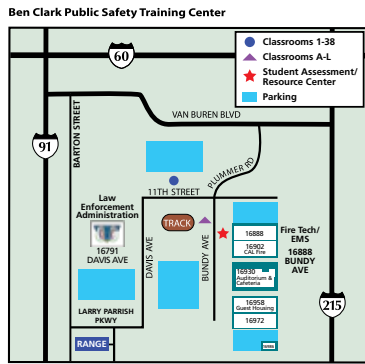 Ben Clark Public Safety Training Center
60
Classrooms 1-38
Classrooms A-L
Student Assessment/
Resource Center
Parking
VAN BUREN BLVD
BARTON STREET
91
PLUMMER RD
11TH STREET
Law
Enforcement
Administration
16791
DAVIS AVE
TRACK
DAVIS AVE
BUNDY AVE
16888
16902
CAL Fire
Fire Tech/
EMS
16888
BUNDY
AVE
16930
Auditorium &
Cafeteria
16958
Guest Housing
16972
215
LARRY PARRISH
PKWY
RANGE